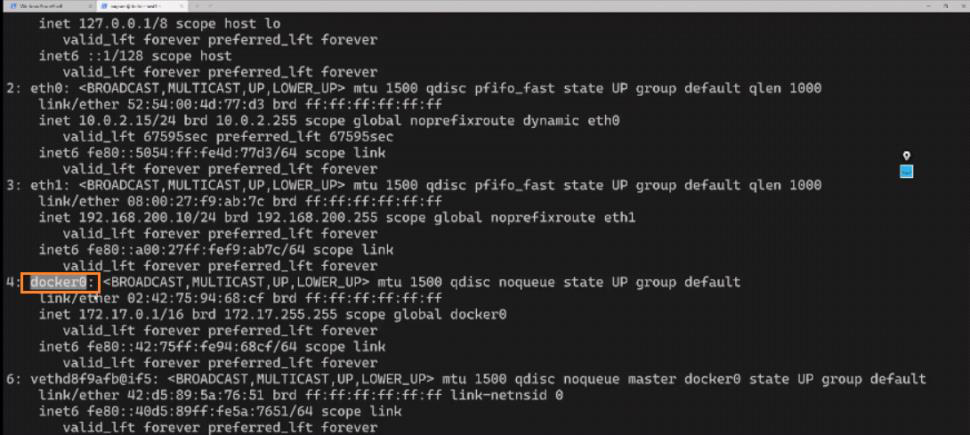 Windows PowerShell
inet 127.0.0.1/8 scope host lo
valid_lft forever preferred_lft forever
inet6 ::1/128 scope host
valid_lft forever preferred_lft forever
2: eth0: <BROADCAST,MULTICAST,UP,LOWER_UP> mtu 1500 qdisc pfifo_fast state UP group default qlen 1000
link/ether 52:54:00:4d:77:d3 brd ff:ff:ff:ff:ff:ff
inet 10.0.2.15/24 brd 10.0.2.255 scope global noprefixroute dynamic eth0
valid_lft 67595sec preferred_lft 67595sec
inet6 fe80::5054:ff:fe4d:77d3/64 scope link
valid_lft forever preferred_lft forever
3: eth1: <BROADCAST,MULTICAST,UP,LOWER_UP> mtu 1500 qdisc pfifo_fast state UP group default qlen 1000
link/ether 08:00:27:f9:ab:7c brd ff:ff:ff:ff:ff:ff
inet 192.168.200.10/24 brd 192.168.200.255 scope global noprefixroute eth1
valid_lft forever preferred_lft forever
inet6 fe80::a00:27ff:fef9:ab7c/64 scope link
valid_lft forever preferred_lft forever
4: docker0: <BROADCAST,MULTICAST,UP,LOWER_UP> mtu 1500 qdisc noqueue state UP group default
link/ether 02:42:75:94:68:cf brd ff:ff:ff:ff:ff:ff
inet 172.17.0.1/16 brd 172.17.255.255 scope global docker0
valid_lft forever preferred_lft forever
inet6 fe80::42:75ff:fe94:68cf/64 scope link
valid_lft forever preferred_lft forever
6: vethd8f9afb@if5: <BROADCAST,MULTICAST,UP,LOWER_UP> mtu 1500 qdisc noqueue master docker0 state UP group default
link/ether 42:d5:89:5a:76:51 brd ff:ff:ff:ff:ff:ff link-netnsid 0
inet6 fe80::40d5:89ff:fe5a:7651/64 scope link
valid_lft forever preferred_lft forever